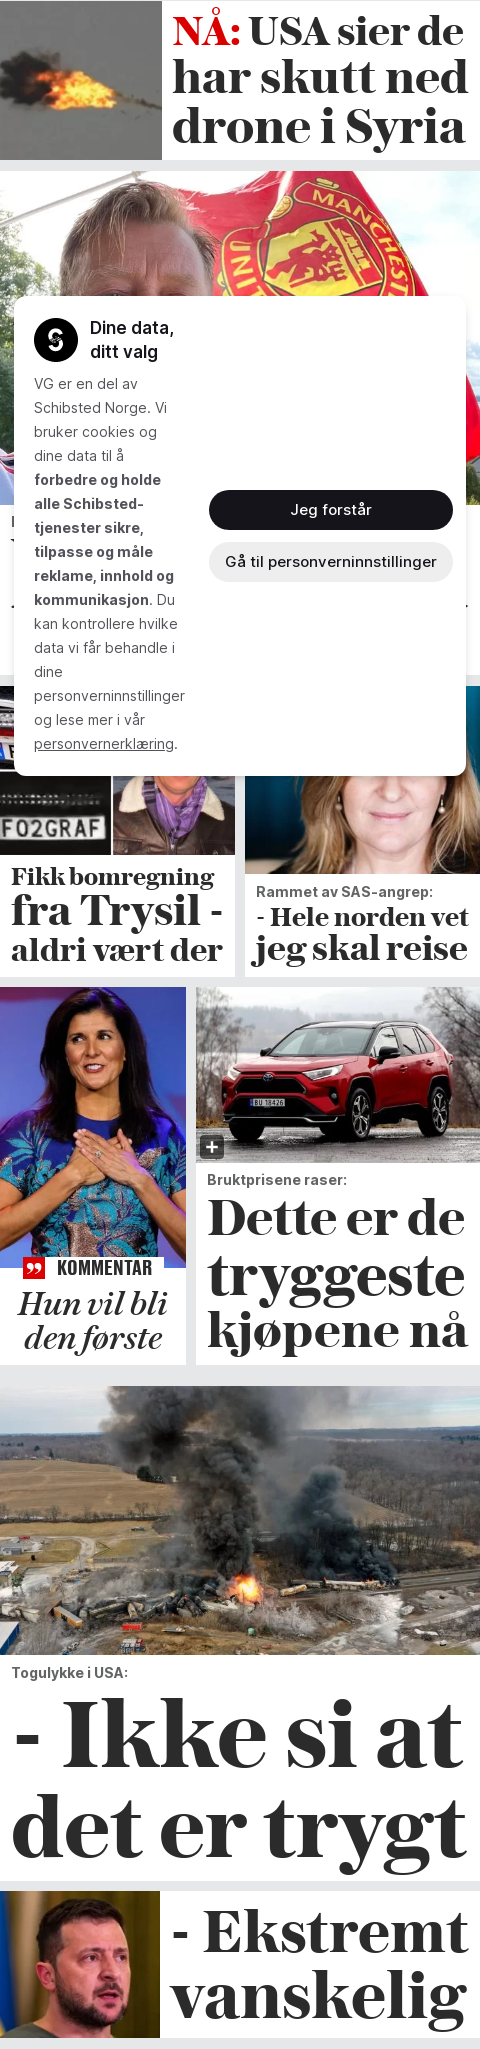 NÅ: USA sier de
har skutt ned
drone i Syria
MANCHESTER
UNI
Dine data,
ditt valg
VG er en del av
Schibsted Norge. Vi
bruker cookies og
dine data til å
forbedre og holde
alle Schibsted-
tjenester sikre,
tilpasse og måle
reklame, innhold og
kommunikasjon. Du
kan kontrollere hvilke
data vi får behandle i
dine
personverninnstillinger
og lese mer i vår
personvernerklæring.
Jeg forstår
Gå til personverninnstillinger
FO2GRAF
Fikk bomregning
fra Trysil -
aldri vært der
Rammet av SAS-angrep:
- Hele norden vet
jeg skal reise
KOMMENTAR
Hun vil bli
den første
BU 18426
Bruktprisene raser:
Dette er de
tryggeste
kjøpene nå
Togulykke i USA:
- Ikke si at
det er trygt
- Ekstremt
vanskelig